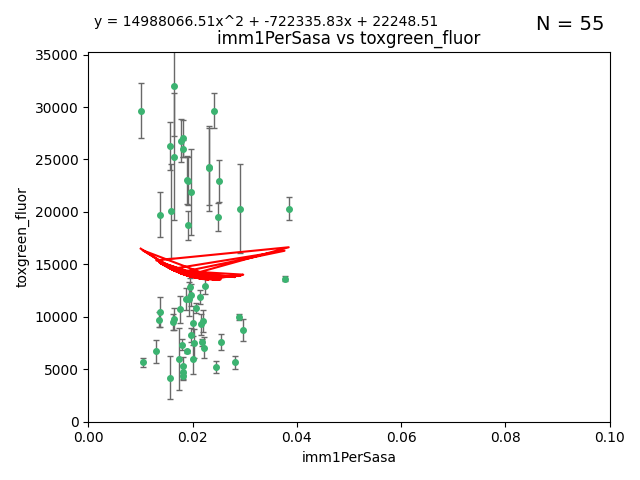 y = 14988066.51x^2 + -722335.83x + 22248.51
N = 55
imm1PerSasa vs toxgreen_fluor
35000
30000
25000
20000
15000
10000
5000
0
toxgreen_fluor
0.00 0.02 0.04 0.06 0.08 0.10
imm1PerSasa